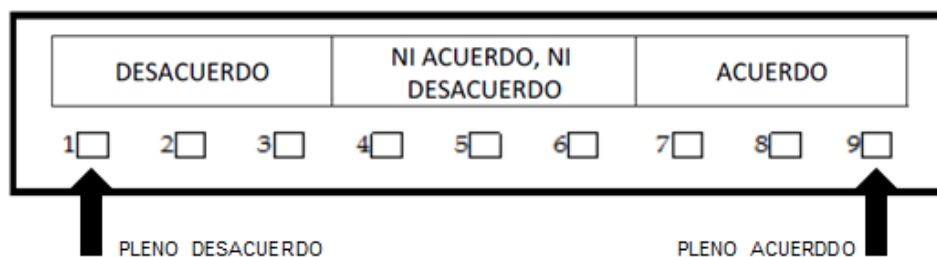 DESACUERDO
NI ACUERDO, NI
DESACUERDO
ACUERDO
1 2 3 4 5 6 7 8 9
PLENO DESACUERDO
PLENO ACUERDDO